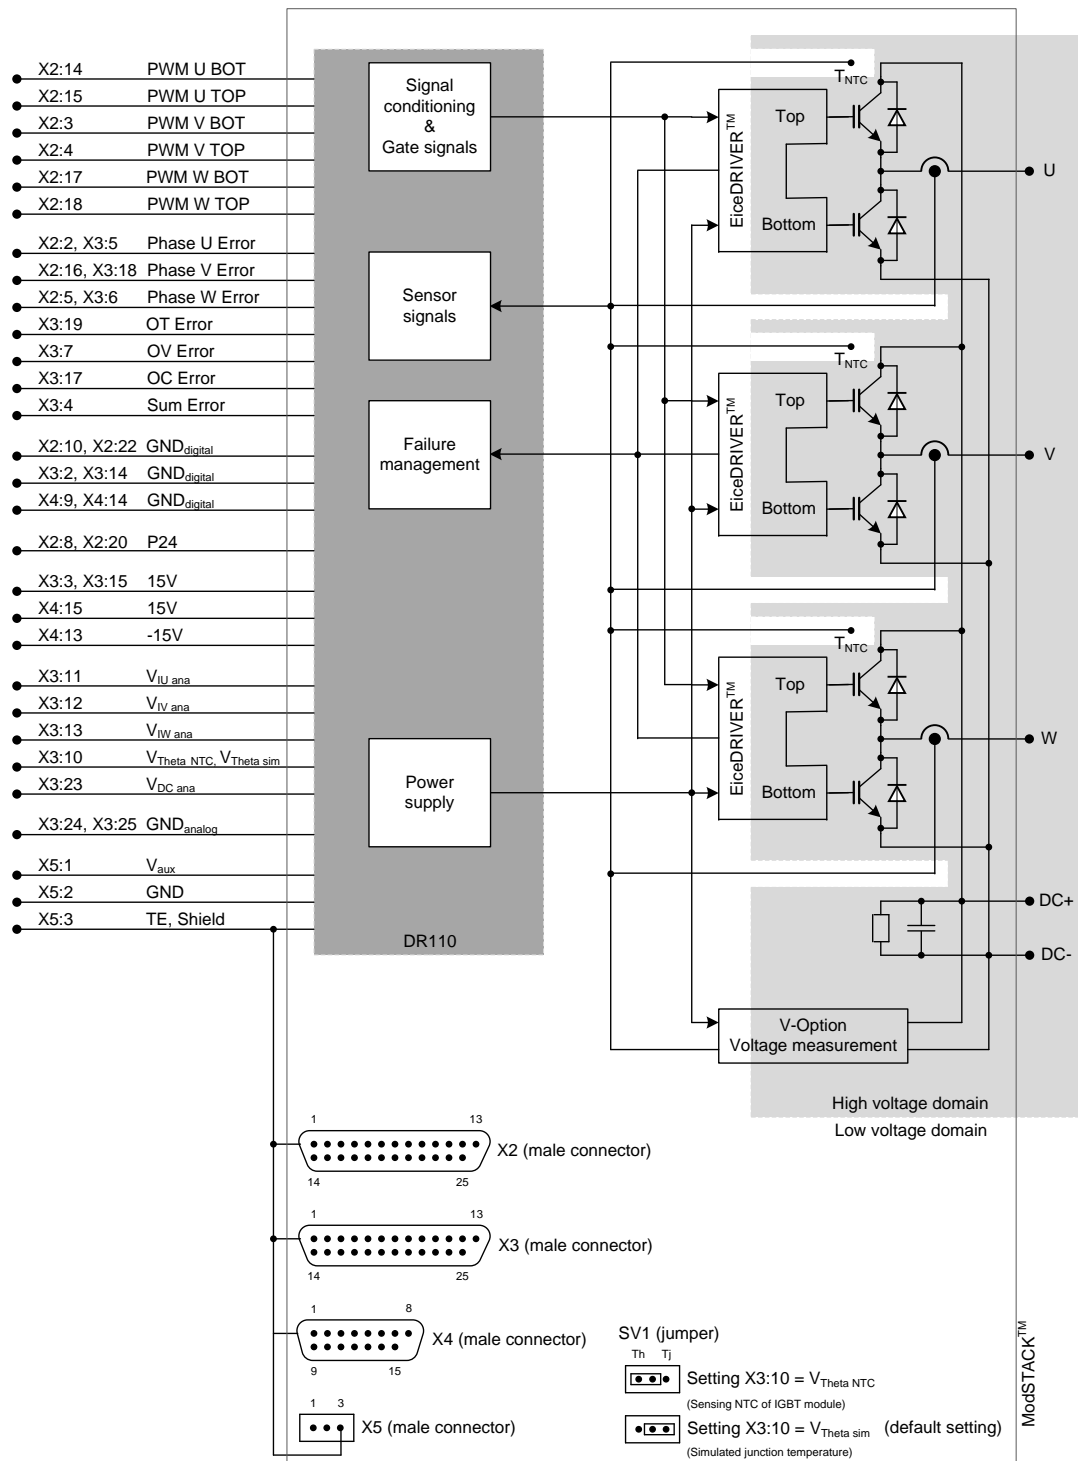 X2:14 PWM U BOT
X2:15 PWM U TOP
X2:3 PWM V BOT
X2:4 PWM V TOP
X2:17 PWM W BOT
X2:18 PWM W TOP
X2:2, X3:5 Phase U Error
X2:16, X3:18 Phase V Error
X2:5, X3:6 Phase W Error
X3:19 OT Error
X3:7 OV Error
X3:17 OC Error
X3:4 Sum Error
X2:10, X2:22 GNDdigital
X3:2, X3:14 GNDdigital
X4:9, X4:14 GNDdigital
X2:8, X2:20 P24
X3:3, X3:15 15V
X4:15 15V
X4:13 -15V
X3:11 VIU ana
X3:12 VIV ana
X3:13 VIW ana
X3:10 VTheta NTC, VTheta sim
X3:23 VDC ana
X3:24, X3:25 GNDanalog
X5:1 Vaux
X5:2 GND
X5:3 TE, Shield
Signal
conditioning
&
Gate signals
Sensor
signals
Failure
management
Power
supply
DR110
TNTC
EiceDRIVER™
Top
Bottom
U
TNTC
EiceDRIVER™
Top
Bottom
V
TNTC
EiceDRIVER™
Top
Bottom
W
DC+
DC-
V-Option
Voltage measurement
High voltage domain
Low voltage domain
1 13
X2 (male connector)
14 25
1 13
X3 (male connector)
14 25
1 8
X4 (male connector)
9 15
1 3
X5 (male connector)
SV1 (jumper)
Th Tj
Setting X3:10 = VTheta NTC
(Sensing NTC of IGBT module)
Setting X3:10 = VTheta sim (default setting)
(Simulated junction temperature)
ModSTACK™